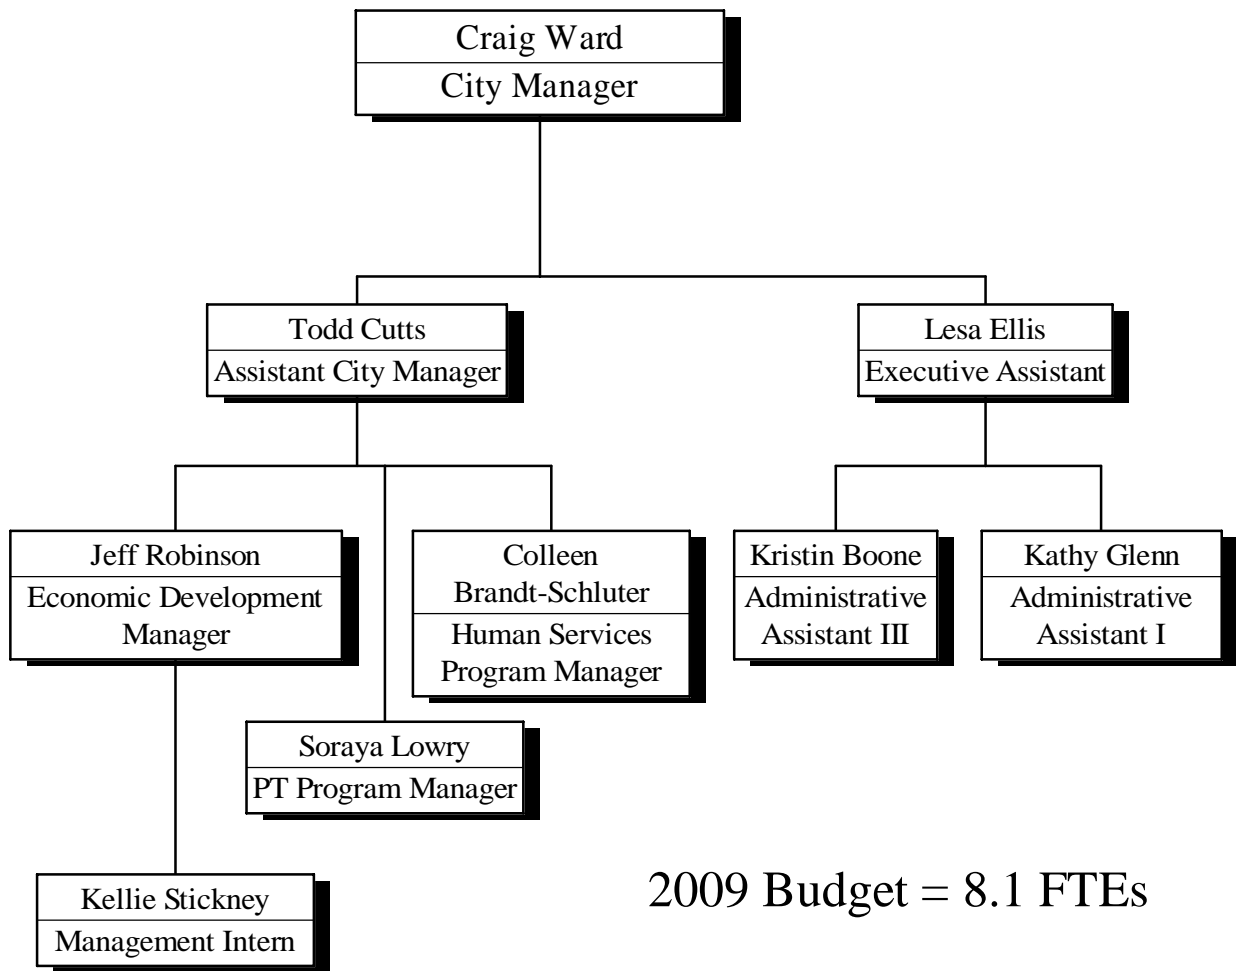 Craig Ward
City Manager
Todd Cutts
Assistant City Manager
Lesa Ellis
Executive Assistant
Jeff Robinson
Economic Development
Manager
Colleen
Brandt-Schluter
Human Services
Program Manager
Kristin Boone
Administrative
Assistant III
Kathy Glenn
Administrative
Assistant I
Soraya Lowry
PT Program Manager
Kellie Stickney
Management Intern
2009 Budget = 8.1 FTEs